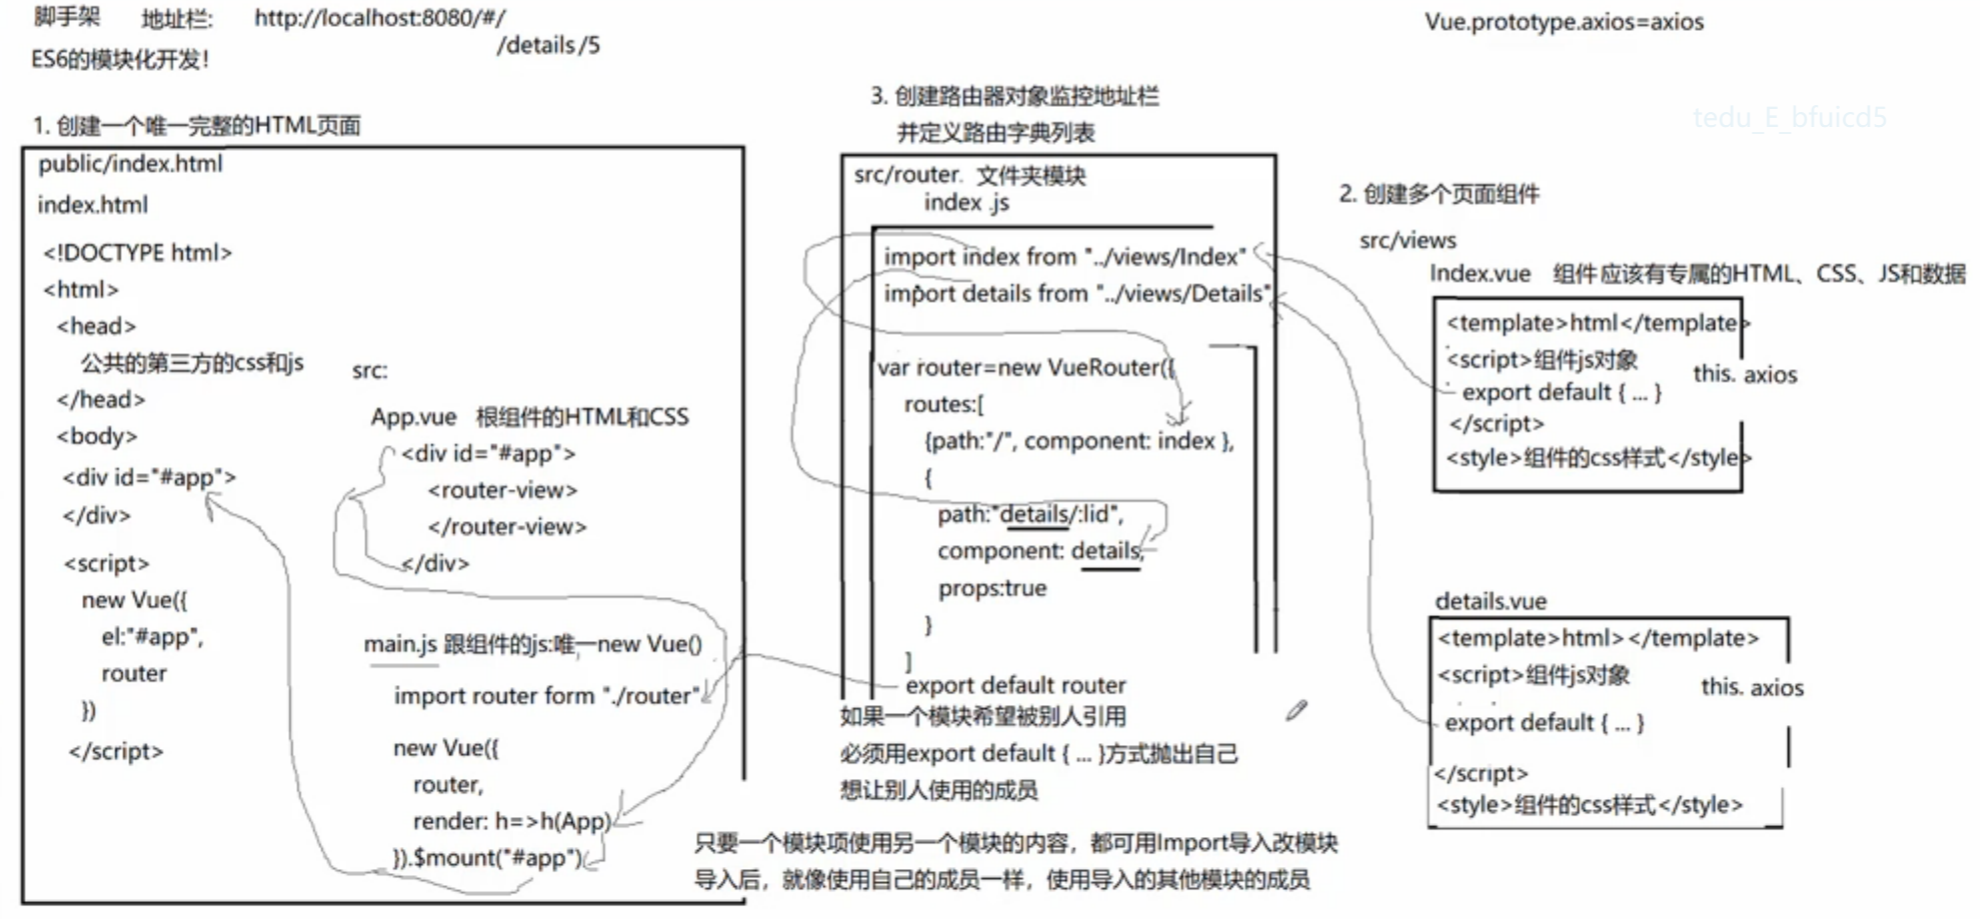 脚手架 地址栏: http://localhost:8080/#/
/details/5
ES6的模块化开发!
Vue.prototype.axios=axios
tedu_E_bfuicd5
1. 创建一个唯一完整的HTML页面
public/index.html
index.html
<!DOCTYPE html>
<html>
<head>
公共的第三方的css和js
</head>
<body>
<div id="#app">
</div>
<script>
new Vue({
el:"#app",
router
})
</script>
src:
App.vue 根组件的HTML和CSS
<div id="#app">
<router-view>
</router-view>
</div>
main.js 跟组件的js:唯一new Vue()
import router form "./router"
new Vue({
router,
render: h=>h(App)
}).$mount("#app")
3. 创建路由器对象监控地址栏
并定义路由字典列表
src/router. 文件夹模块
index .js
import index from "../views/Index"
import details from "../views/Details"
var router=new VueRouter({
routes:[
{path:"/", component: index },
{
path:"details/:lid",
component: details,
props:true
}
]
export default router
如果一个模块希望被别人引用
必须用export default { ... }方式抛出自己
想让别人使用的成员
只要一个模块项使用另一个模块的内容，都可用Import导入改模块
导入后，就像使用自己的成员一样，使用导入的其他模块的成员
2. 创建多个页面组件
src/views
Index.vue 组件 应该有专属的HTML、CSS、JS和数据
<template>html</template>
<script>组件js对象
this. axios
export default { ... }
</script>
<style>组件的css样式</style>
details.vue
<template>html></template>
<script>组件js对象
this. axios
export default { ... }
</script>
<style>组件的css样式</style>